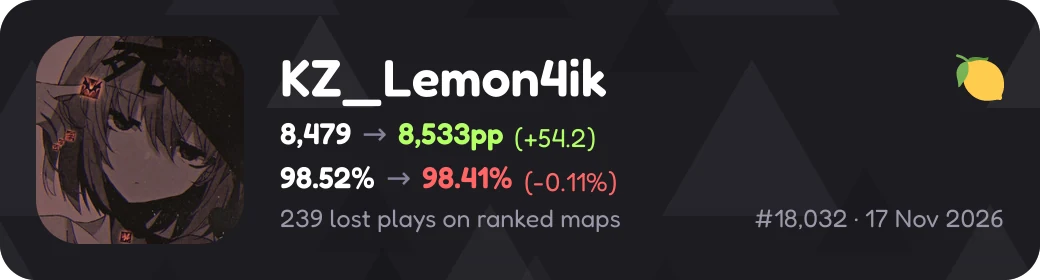 KZ_Lemon4ik
8,479 → 8,533pp (+54.2)
98.52% → 98.41% (-0.11%)
239 lost plays on ranked maps
#18,032 · 17 Nov 2026